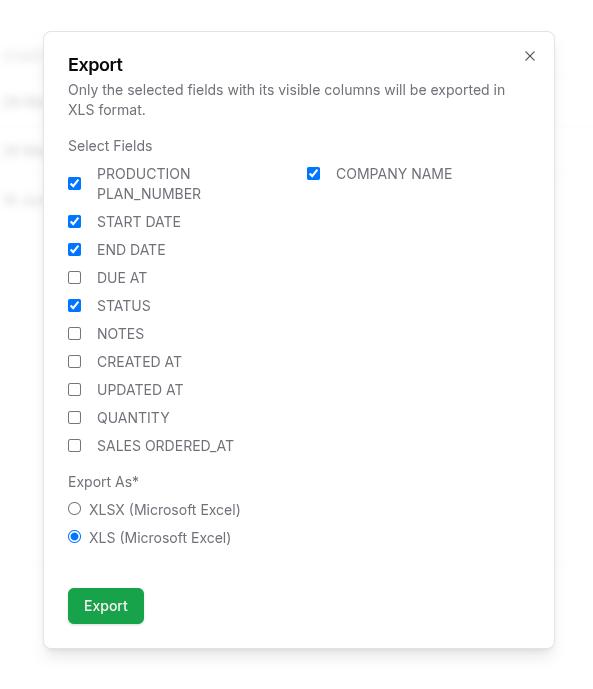 Export
Only the selected fields with its visible columns will be exported in
XLS format.
Select Fields
PRODUCTION
PLAN_NUMBER
COMPANY NAME
START DATE
END DATE
DUE AT
STATUS
NOTES
CREATED AT
UPDATED AT
QUANTITY
SALES ORDERED_AT
Export As*
XLSX (Microsoft Excel)
XLS (Microsoft Excel)
Export